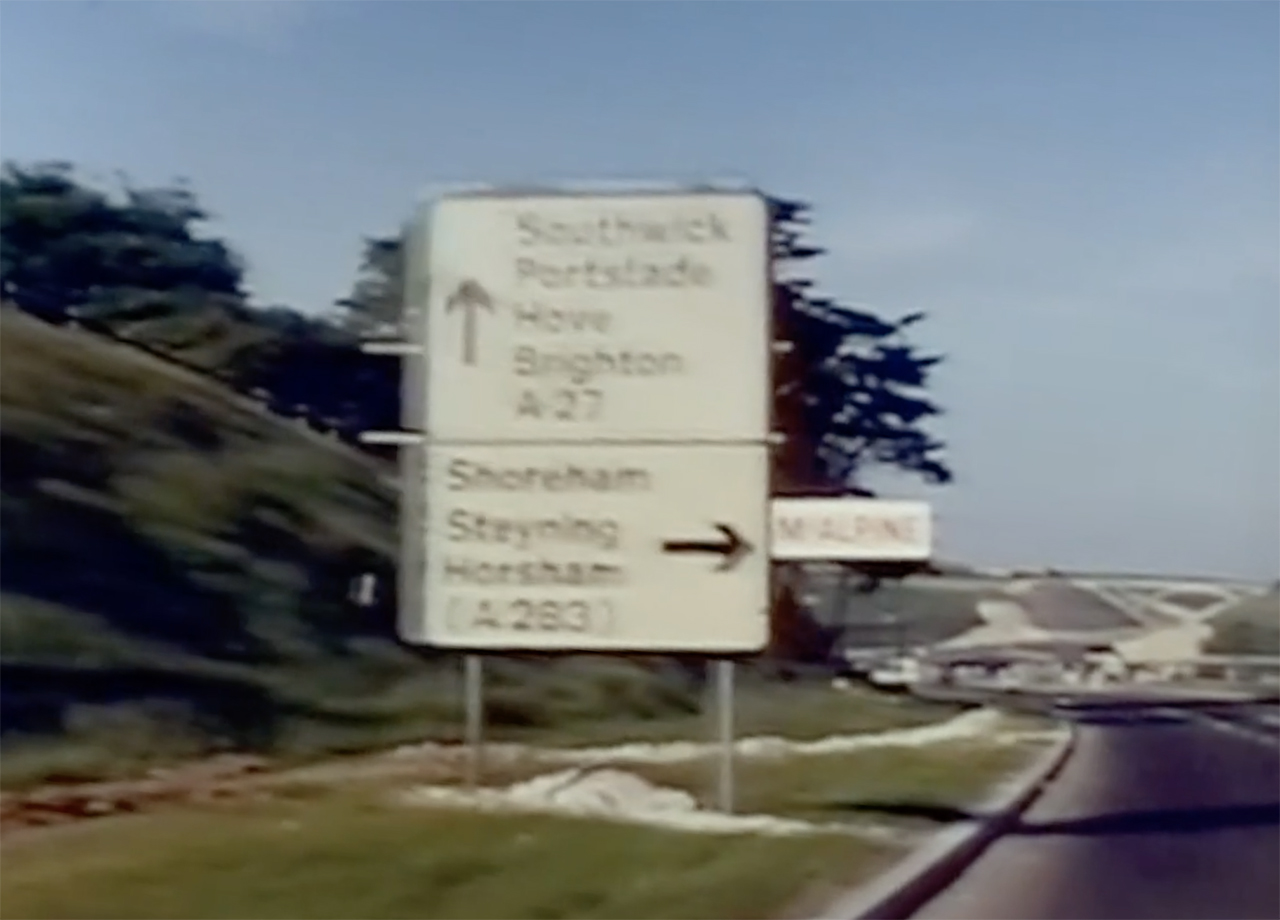 Southwick
Portslade
Hove
Brighton
A 27
Shoreham
Steyning
Horsham
(A 283)
McALPINE